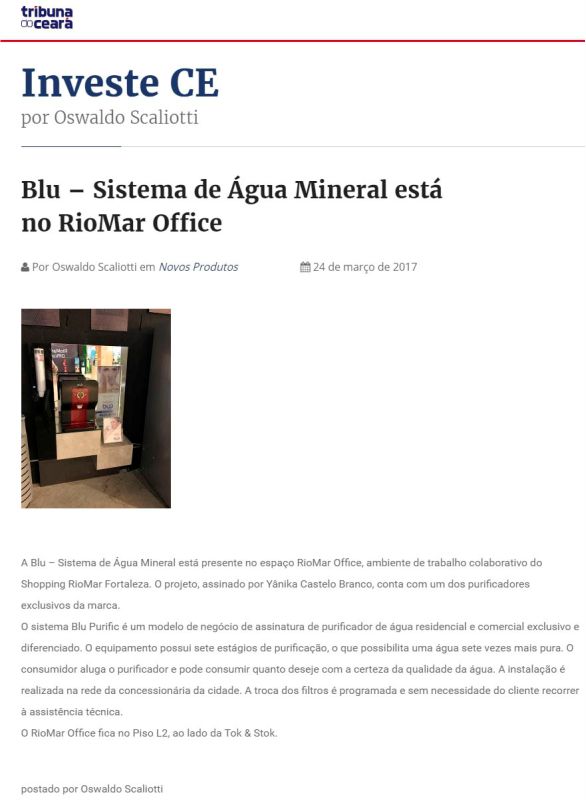 tribuna
do ceará
Investe CE
por Oswaldo Scaliotti
Blu – Sistema de Água Mineral está
no RioMar Office
Por Oswaldo Scaliotti em Novos Produtos
24 de março de 2017
A Blu – Sistema de Água Mineral está presente no espaço RioMar Office, ambiente de trabalho colaborativo do
Shopping RioMar Fortaleza. O projeto, assinado por Yânika Castelo Branco, conta com um dos purificadores
exclusivos da marca.
O sistema Blu Purific é um modelo de negócio de assinatura de purificador de água residencial e comercial exclusivo e
diferenciado. O equipamento possui sete estágios de purificação, o que possibilita uma água sete vezes mais pura. O
consumidor aluga o purificador e pode consumir quanto deseje com a certeza da qualidade da água. A instalação é
realizada na rede da concessionária da cidade. A troca dos filtros é programada e sem necessidade do cliente recorrer
à assistência técnica.
O RioMar Office fica no Piso L2, ao lado da Tok & Stok.
postado por Oswaldo Scaliotti